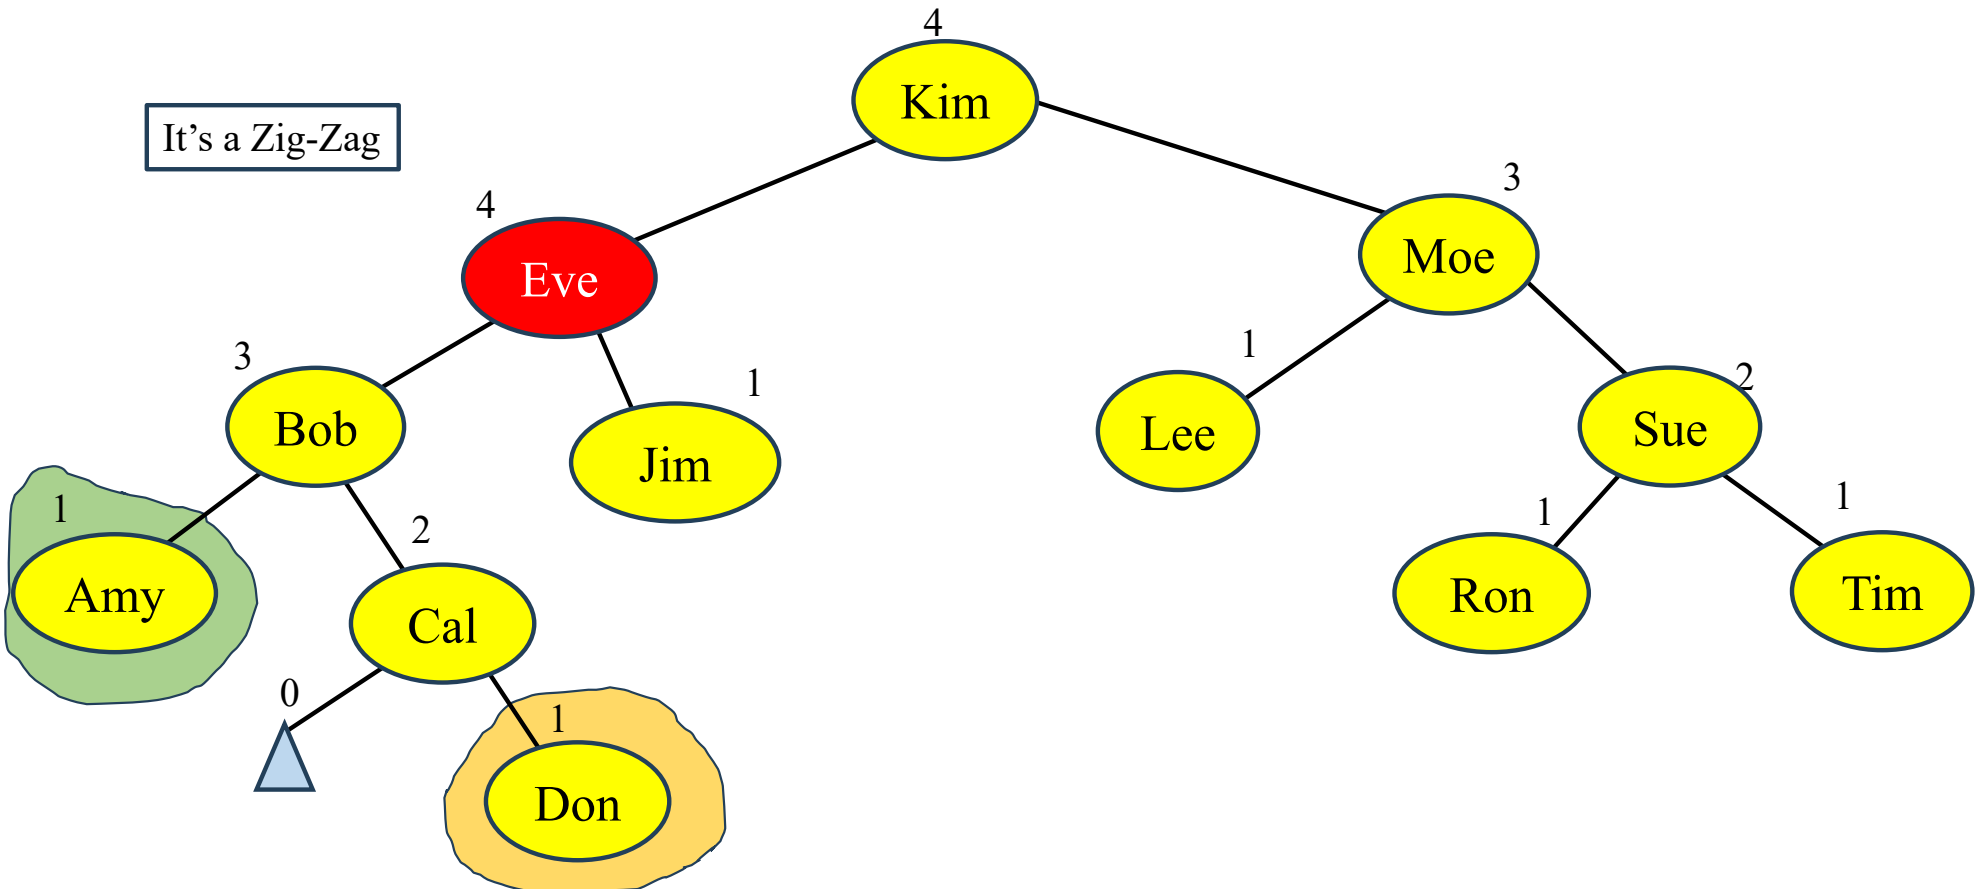 4
Kim
It’s a Zig-Zag
3
4
Moe
Eve
1
3
1
2
Bob
Jim
Lee
Sue
1
2
1
1
Amy
Cal
Ron
Tim
0
1
Don